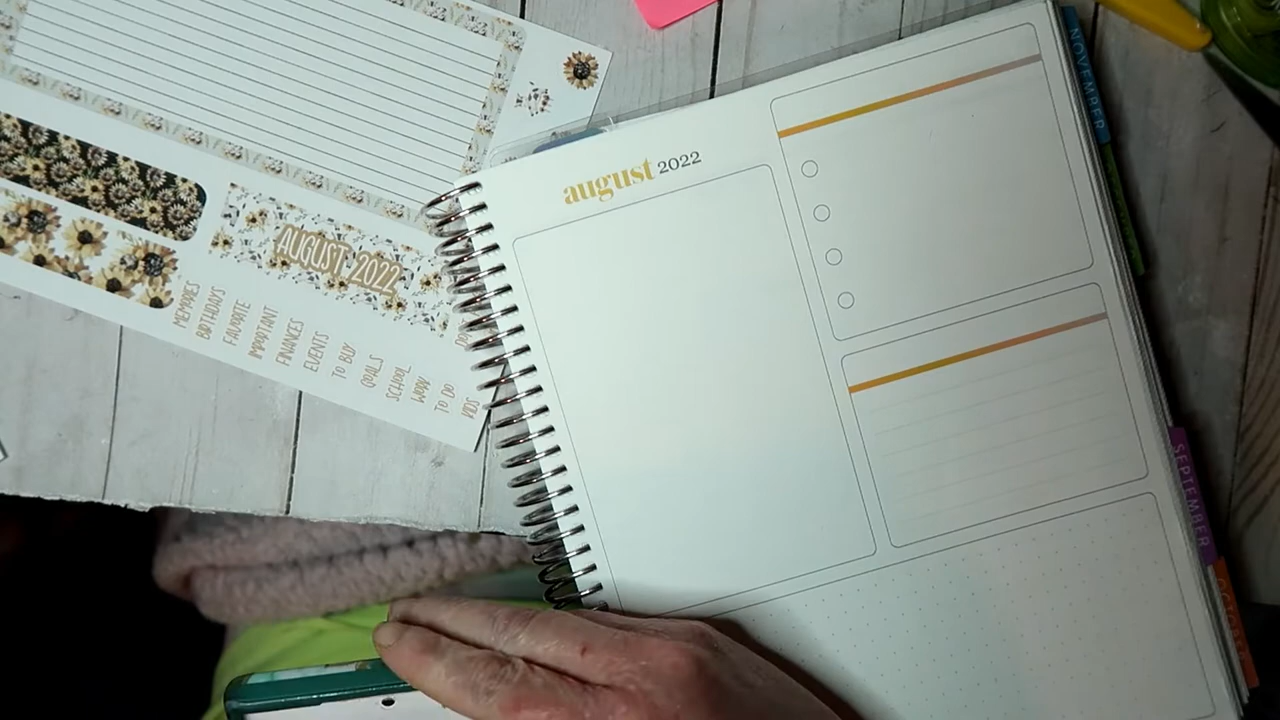 august 2022
NOVEMBER
SEPTEMBER
OCTOBER
AUGUST 2022
MEMORIES
BIRTHDAYS
FAVORITE
IMPORTANT
FINANCES
EVENTS
TO BUY
GOALS
SCHOOL
WORK
TO DO
KIDS